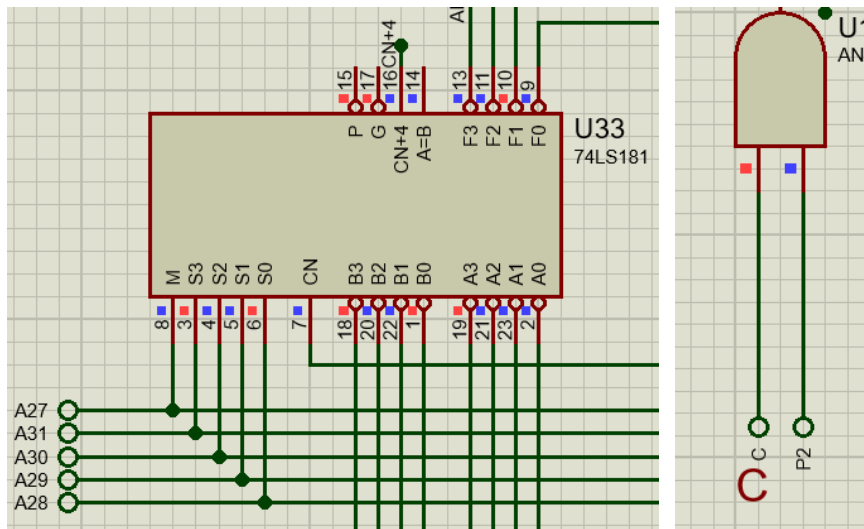 15
17
16
CN+4
14
AI
13
11
10
9
P
G
CN+4
A=B
F3
F2
F1
F0
U33
74LS181
M
S3
S2
S1
S0
CN
B3
B2
B1
B0
A3
A2
A1
A0
8
3
4
5
6
7
18
20
22
1
19
21
23
2
A27
A31
A30
A29
A28
U1
AN
C
P2
C